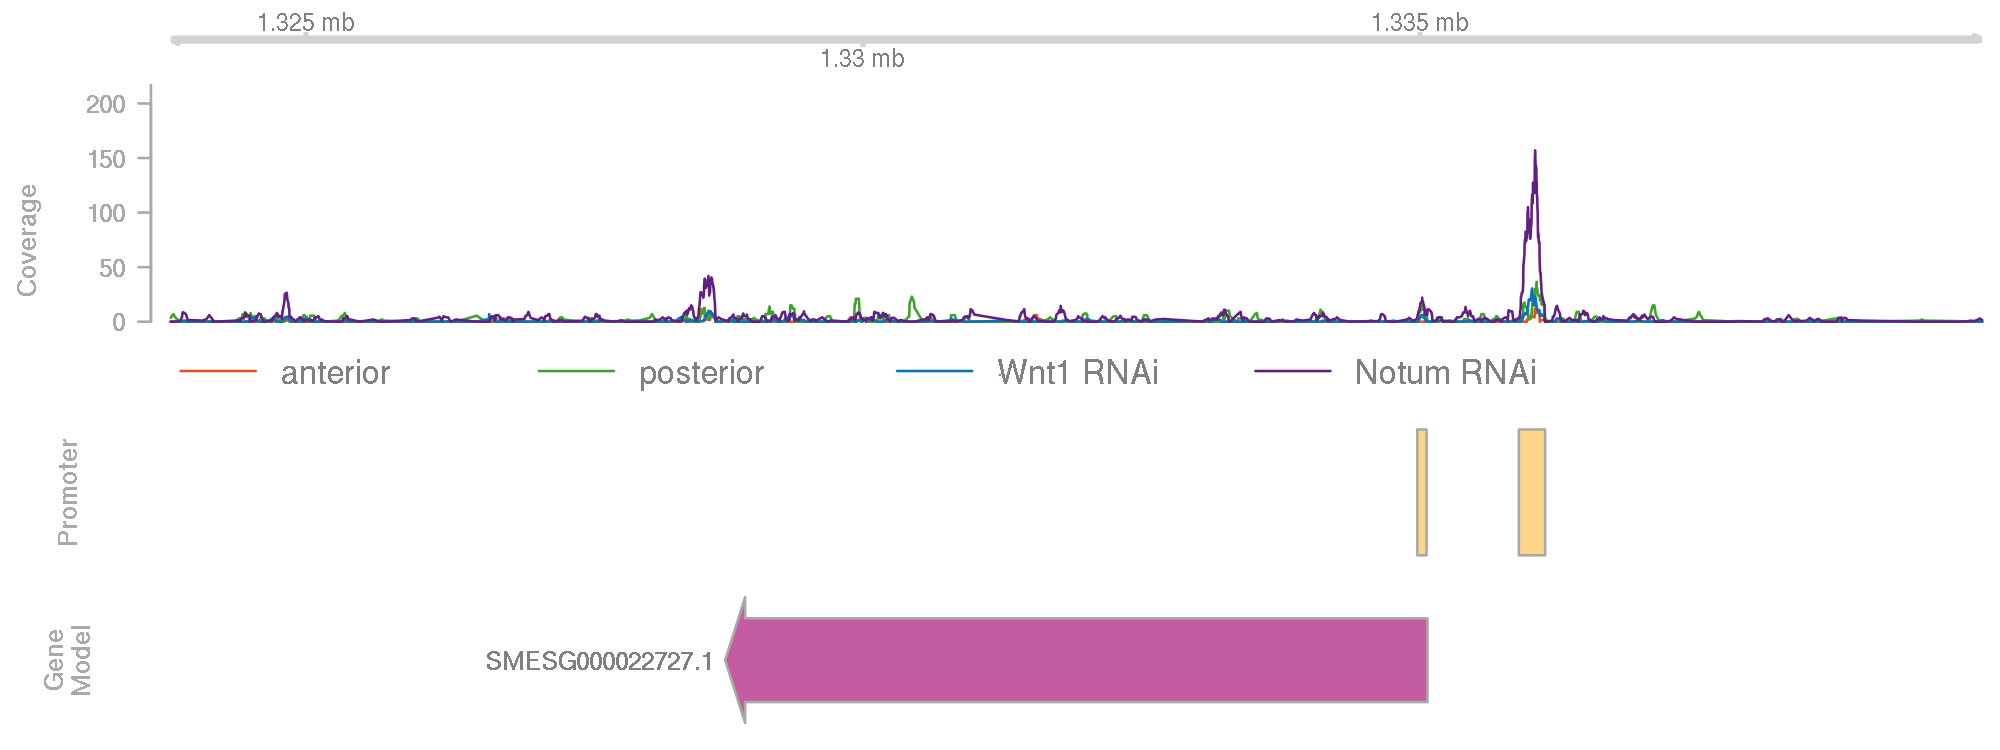 1.325 mb
1.335 mb
1.33 mb
200
150
100
50
0
Coverage
anterior
posterior
Wnt1 RNAi
Notum RNAi
Promoter
Gene
Model
SMESG000022727.1